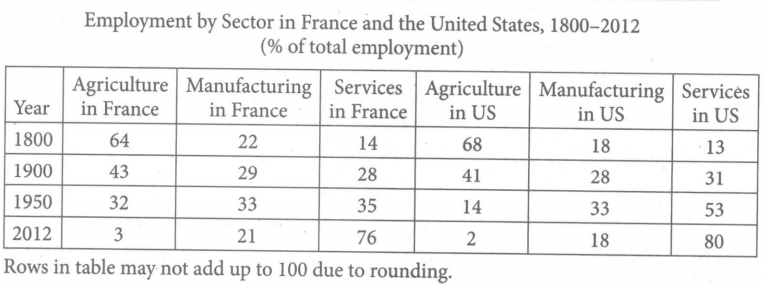 Employment by Sector in France and the United States, 1800–2012
(% of total employment)
Year Agriculture in France Manufacturing in France Services in France Agriculture in US Manufacturing in US Services in US
1800 64 22 14 68 18 13
1900 43 29 28 41 28 31
1950 32 33 35 14 33 53
2012 3 21 76 2 18 80
Rows in table may not add up to 100 due to rounding.